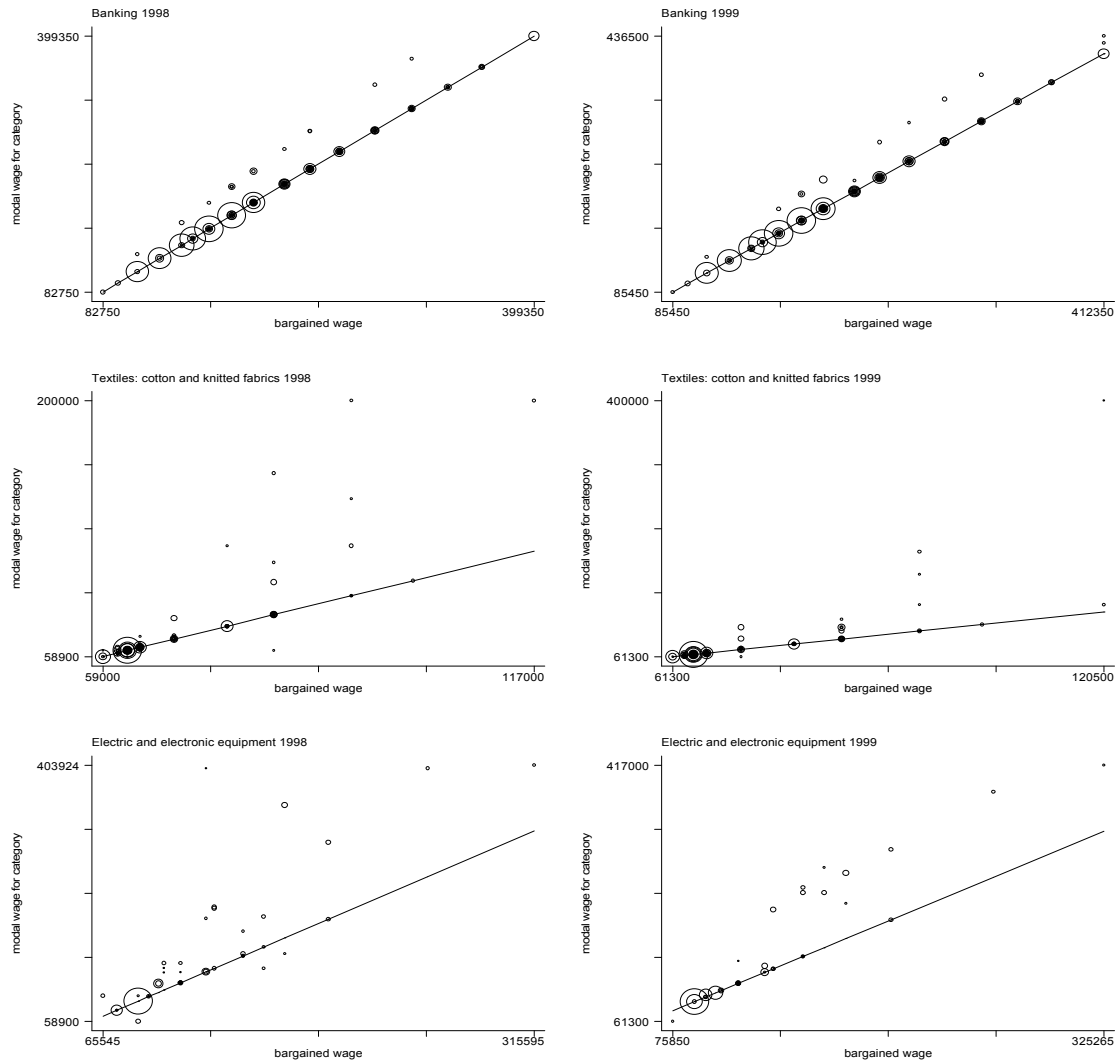 Banking 1998
399350
modal wage for category
82750
82750
399350
bargained wage
Banking 1999
436500
modal wage for category
85450
85450
412350
bargained wage
Textiles: cotton and knitted fabrics 1998
200000
modal wage for category
58900
59000
117000
bargained wage
Textiles: cotton and knitted fabrics 1999
400000
modal wage for category
61300
61300
120500
bargained wage
Electric and electronic equipment 1998
403924
modal wage for category
58900
65545
315595
bargained wage
Electric and electronic equipment 1999
417000
modal wage for category
61300
75850
325265
bargained wage